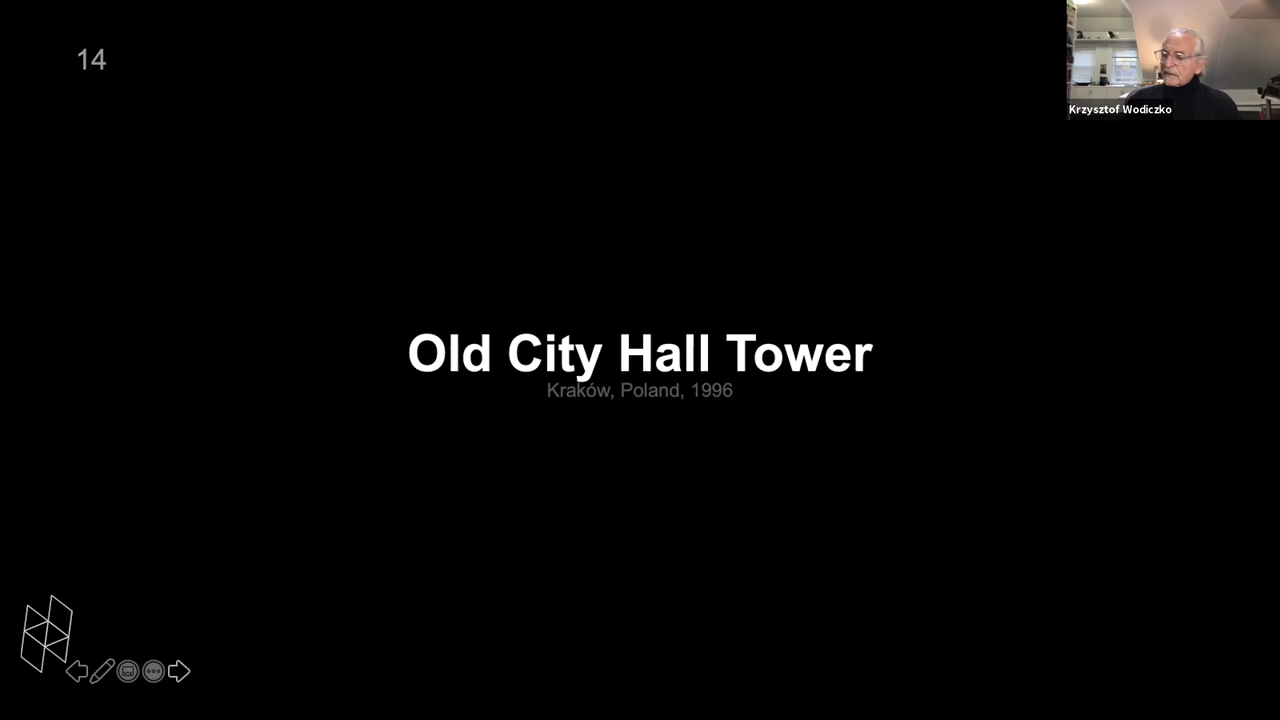 14
Krzysztof Wodiczko
Old City Hall Tower
Kraków, Poland, 1996